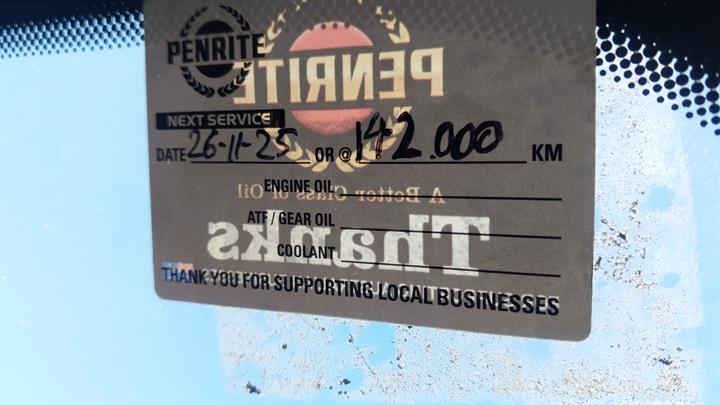 PENRITE
PENRITE
NEXT SERVICE
DATE 26-11-25 OR @ 142.000 KM
ENGINE OIL
A Better Class of Oil
ATF / GEAR OIL
Thanks
COOLANT
THANK YOU FOR SUPPORTING LOCAL BUSINESSES